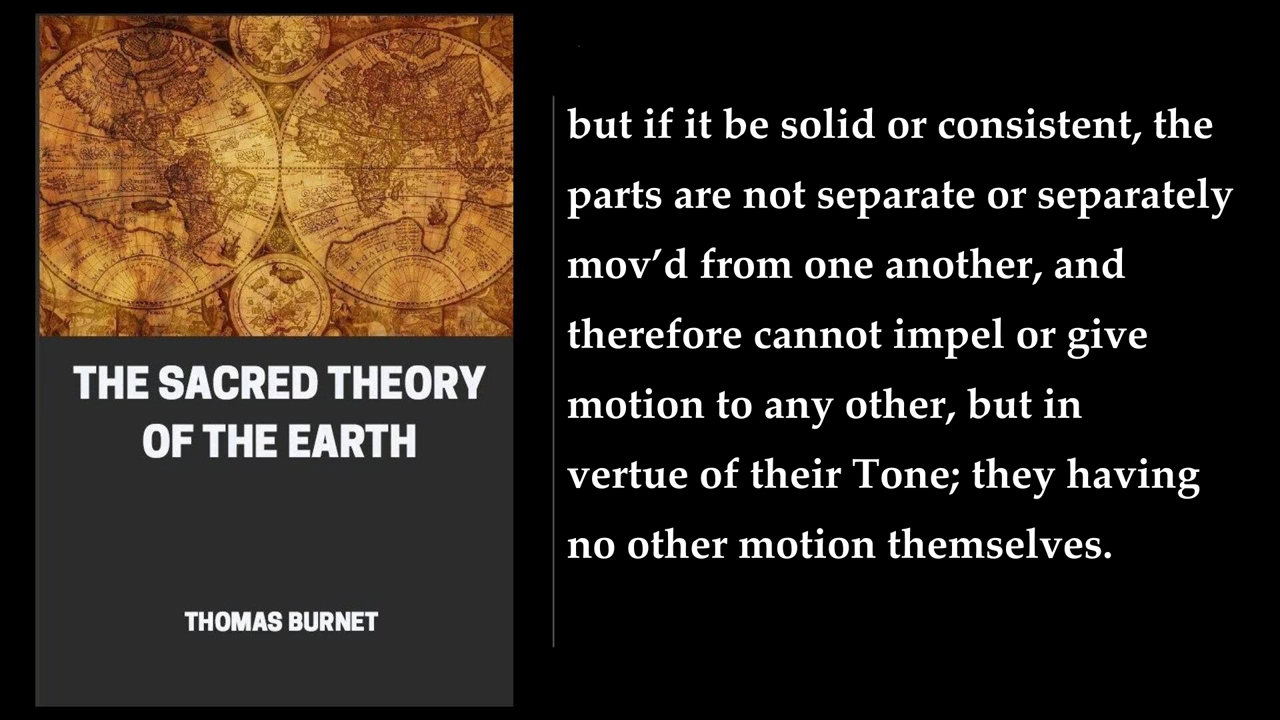 THE SACRED THEORY
OF THE EARTH
THOMAS BURNET
but if it be solid or consistent, the
parts are not separate or separately
mov’d from one another, and
therefore cannot impel or give
motion to any other, but in
vertue of their Tone; they having
no other motion themselves.